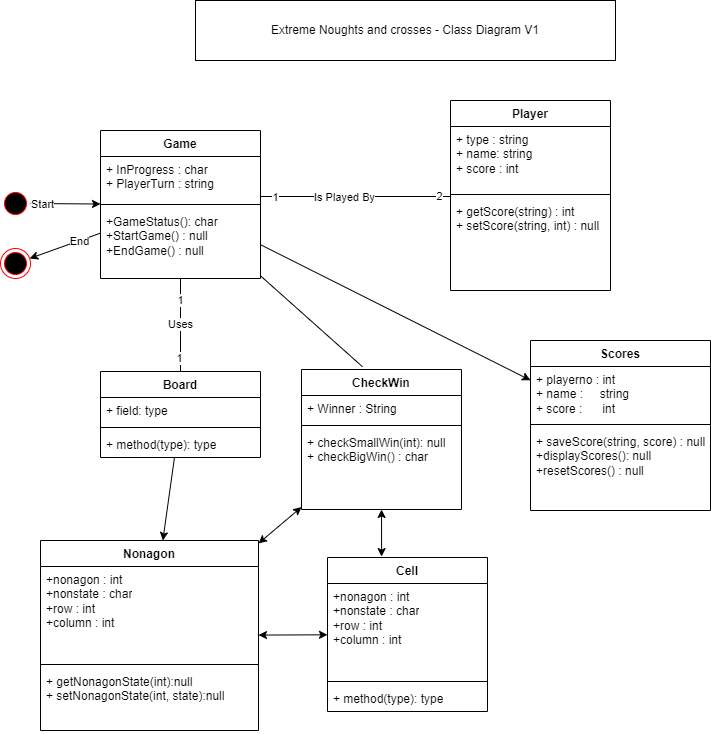 Extreme Noughts and crosses - Class Diagram V1
Player
+ type : string
+ name: string
+ score : int
+ getScore(string) : int
+ setScore(string, int) : null
Game
+ InProgress : char
+ PlayerTurn : string
+GameStatus(): char
+StartGame() : null
+EndGame() : null
Start
End
1
Is Played By
2
1
Uses
1
Board
+ field: type
+ method(type): type
CheckWin
+ Winner : String
+ checkSmallWin(int): null
+ checkBigWin() : char
Scores
+ playerno : int
+ name : string
+ score : int
+ saveScore(string, score) : null
+displayScores(): null
+resetScores() : null
Nonagon
+nonagon : int
+nonstate : char
+row : int
+column : int
+ getNonagonState(int):null
+ setNonagonState(int, state):null
Cell
+nonagon : int
+nonstate : char
+row : int
+column : int
+ method(type): type